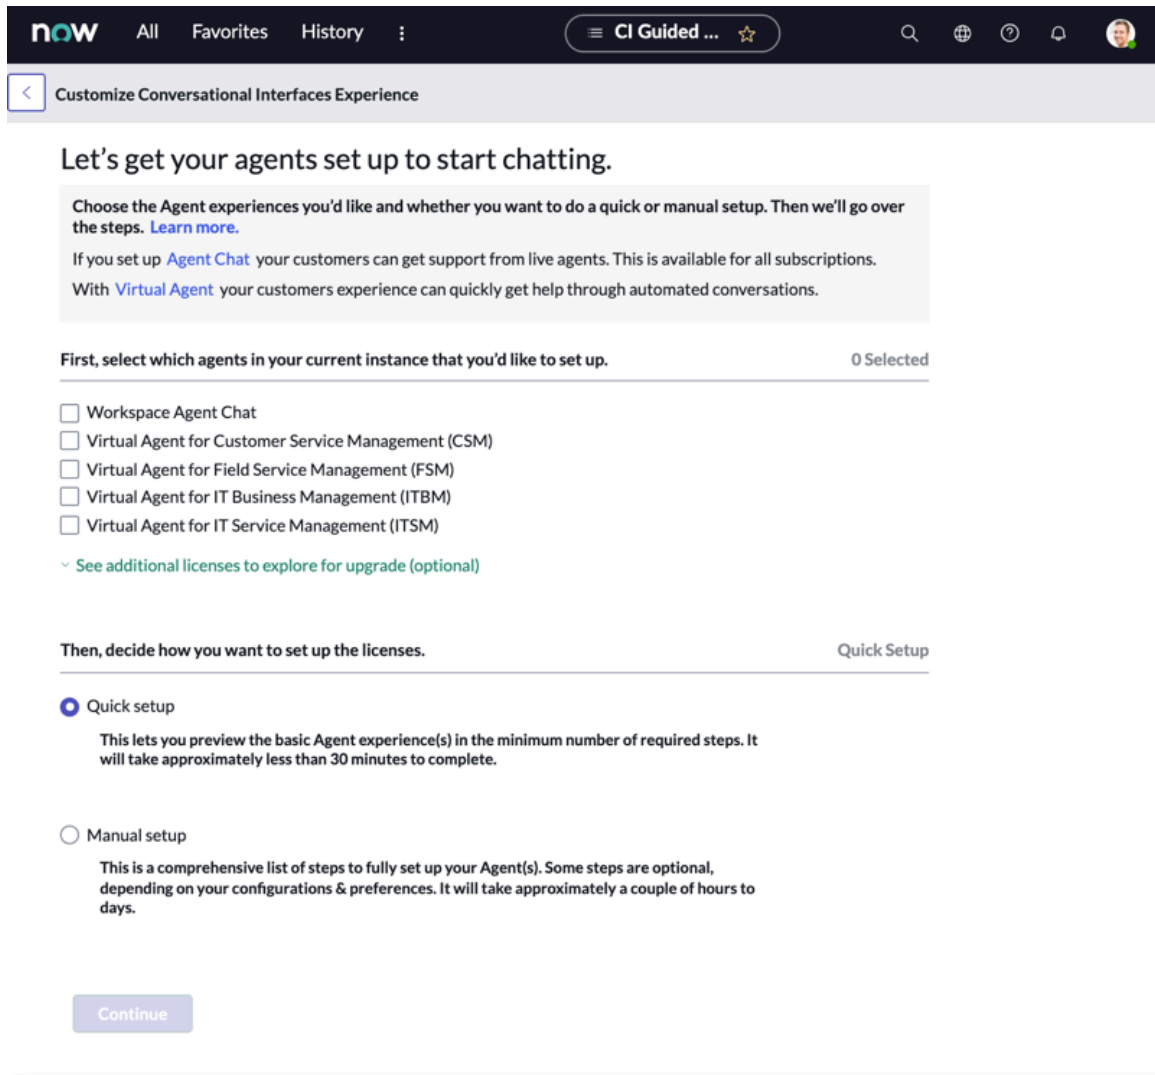 now All Favorites History CI Guided ...
Customize Conversational Interfaces Experience
Let's get your agents set up to start chatting.
Choose the Agent experiences you'd like and whether you want to do a quick or manual setup. Then we'll go over
the steps. Learn more.
If you set up Agent Chat your customers can get support from live agents. This is available for all subscriptions.
With Virtual Agent your customers experience can quickly get help through automated conversations.
First, select which agents in your current instance that you'd like to set up. 0 Selected
Workspace Agent Chat
Virtual Agent for Customer Service Management (CSM)
Virtual Agent for Field Service Management (FSM)
Virtual Agent for IT Business Management (ITBM)
Virtual Agent for IT Service Management (ITSM)
See additional licenses to explore for upgrade (optional)
Then, decide how you want to set up the licenses. Quick Setup
Quick setup
This lets you preview the basic Agent experience(s) in the minimum number of required steps. It
will take approximately less than 30 minutes to complete.
Manual setup
This is a comprehensive list of steps to fully set up your Agent(s). Some steps are optional,
depending on your configurations & preferences. It will take approximately a couple of hours to
days.
Continue